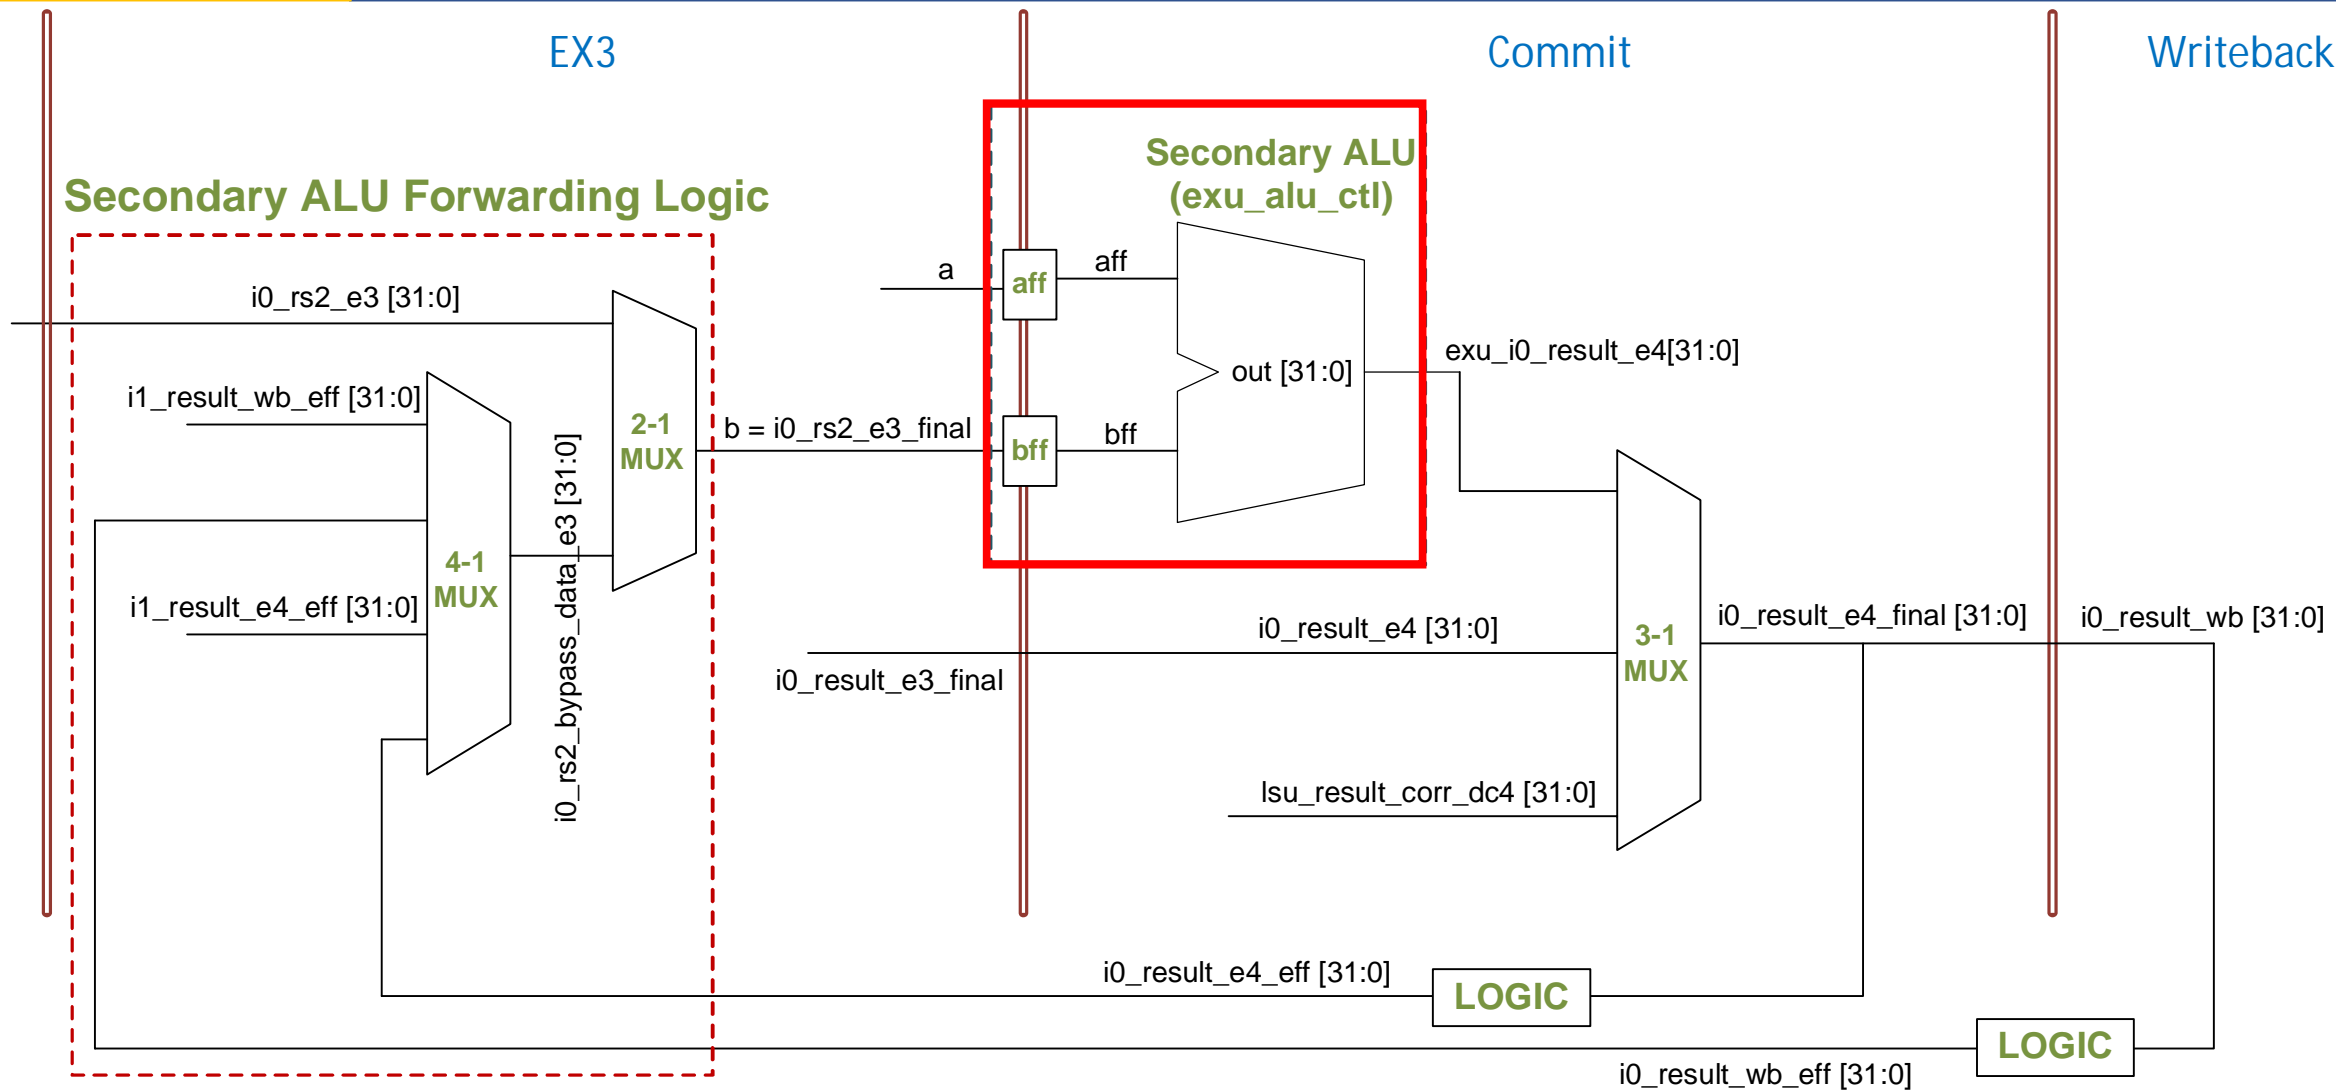 EX3
Commit
Writeback
Secondary ALU Forwarding Logic
Secondary ALU
(exu_alu_ctl)
i0_rs2_e3 [31:0]
a
aff
aff
i1_result_wb_eff [31:0]
2-1
MUX
b = i0_rs2_e3_final
bff
bff
out [31:0]
exu_i0_result_e4[31:0]
i0_rs2_bypass_data_e3 [31:0]
4-1
MUX
i1_result_e4_eff [31:0]
i0_result_e4 [31:0]
i0_result_e3_final
3-1
MUX
i0_result_e4_final [31:0]
i0_result_wb [31:0]
lsu_result_corr_dc4 [31:0]
i0_result_e4_eff [31:0]
LOGIC
LOGIC
i0_result_wb_eff [31:0]